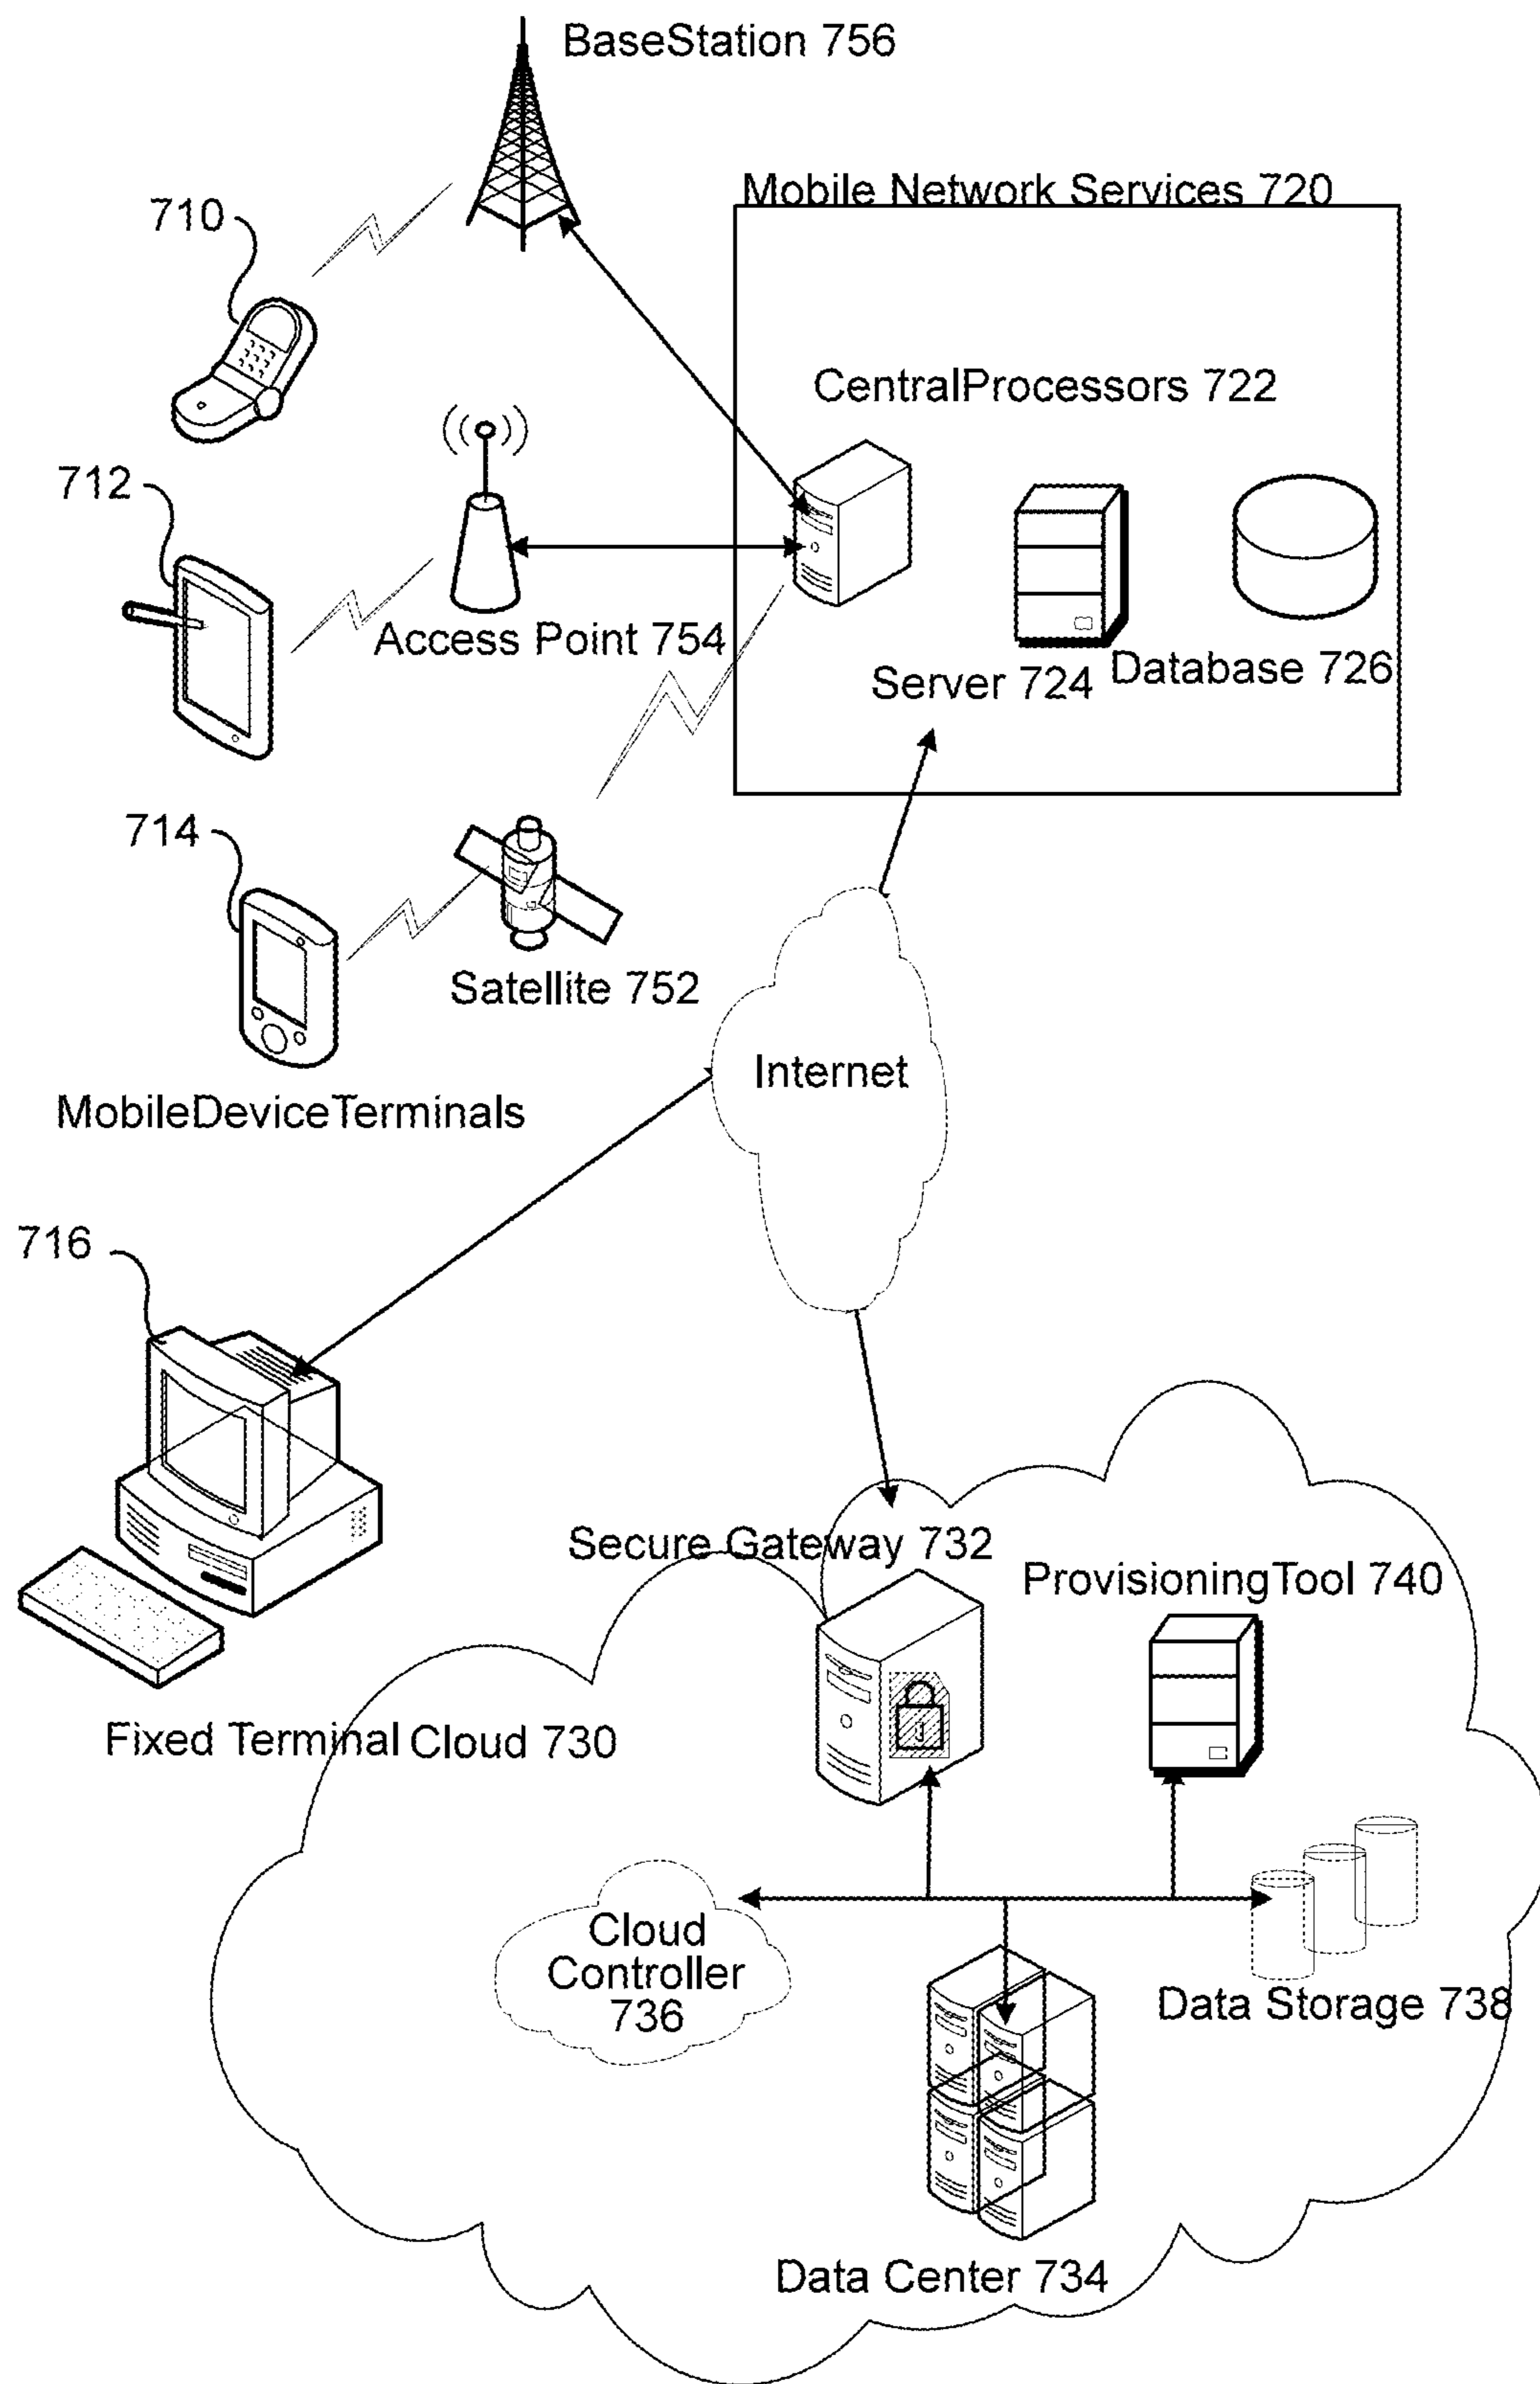 BaseStation 756
Mobile Network Services 720
710
CentralProcessors 722
712
Access Point 754
Server 724
Database 726
714
Satellite 752
Internet
MobileDeviceTerminals
716
Secure Gateway 732
ProvisioningTool 740
Fixed Terminal
Cloud 730
Cloud
Controller
736
Data Storage 738
Data Center 734